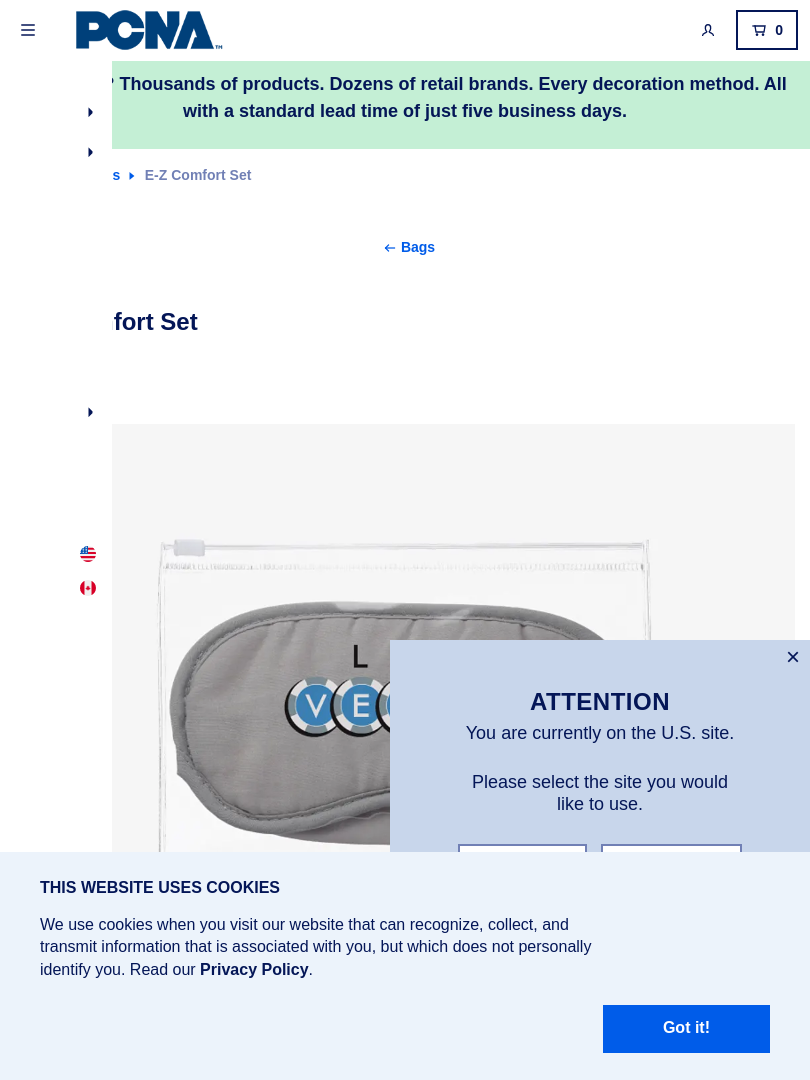 PCNA™
0
? Thousands of products. Dozens of retail brands. Every decoration method. All
with a standard lead time of just five business days.
s
E-Z Comfort Set
Bags
fort Set
L
VE
ATTENTION
You are currently on the U.S. site.
Please select the site you would
like to use.
THIS WEBSITE USES COOKIES
We use cookies when you visit our website that can recognize, collect, and
transmit information that is associated with you, but which does not personally
identify you. Read our Privacy Policy.
Got it!